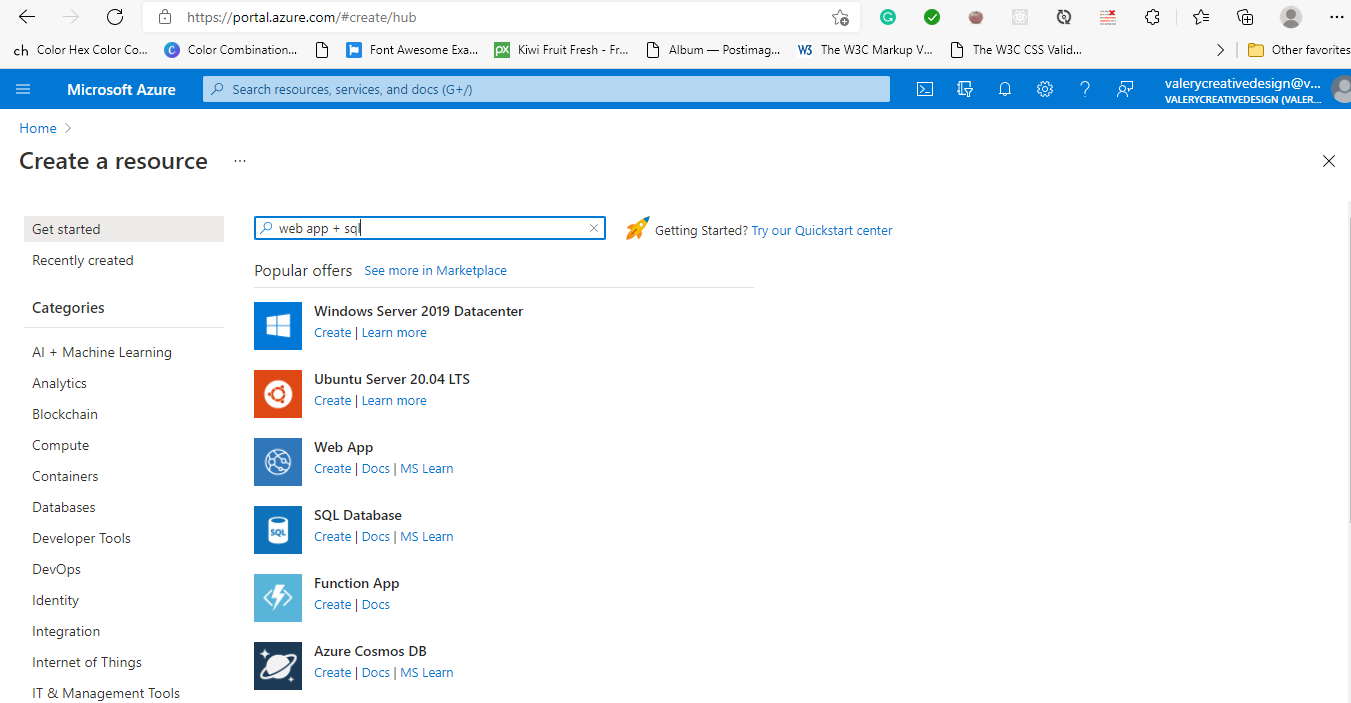 https://portal.azure.com/#create/hub
ch Color Hex Color Co... C Color Combination... Font Awesome Exa... px Kiwi Fruit Fresh - Fr... Album — Postimag... W3 The W3C Markup V... The W3C CSS Valid... Other favorites
Microsoft Azure Search resources, services, and docs (G+/) valerycreativedesign@v...
VALERYCREATIVEDESIGN (VALER...
Home >
Create a resource ...
Get started
web app + sql
Getting Started? Try our Quickstart center
Recently created
Popular offers See more in Marketplace
Categories
Windows Server 2019 Datacenter
Create | Learn more
AI + Machine Learning
Ubuntu Server 20.04 LTS
Analytics
Create | Learn more
Blockchain
Compute
Web App
Create | Docs | MS Learn
Containers
Databases
SQL Database
SQL
Create | Docs | MS Learn
Developer Tools
DevOps
Function App
Identity
Create | Docs
Integration
Azure Cosmos DB
Internet of Things
Create | Docs | MS Learn
IT & Management Tools